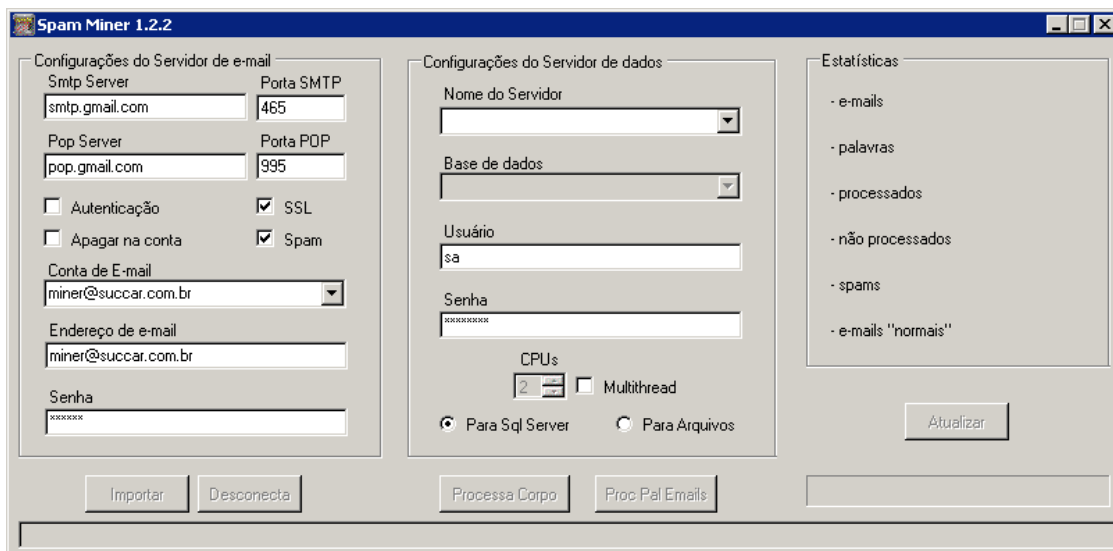 Spam Miner 1.2.2
Configurações do Servidor de e-mail
Smtp Server Porta SMTP
smtp.gmail.com 465
Pop Server Porta POP
pop.gmail.com 995
Autenticação SSL
Apagar na conta Spam
Conta de E-mail
miner@succar.com.br
Endereço de e-mail
miner@succar.com.br
Senha
******
Importar Desconecta
Configurações do Servidor de dados
Nome do Servidor
Base de dados
Usuário
sa
Senha
********
CPUs
2 Multithread
Para Sql Server Para Arquivos
Processa Corpo Proc Pal Emails
Estatísticas
- e-mails
- palavras
- processados
- não processados
- spams
- e-mails "normais"
Atualizar